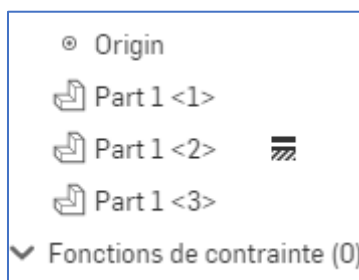 Origin
Part 1 <1>
Part 1 <2>
Part 1 <3>
Fonctions de contrainte (0)